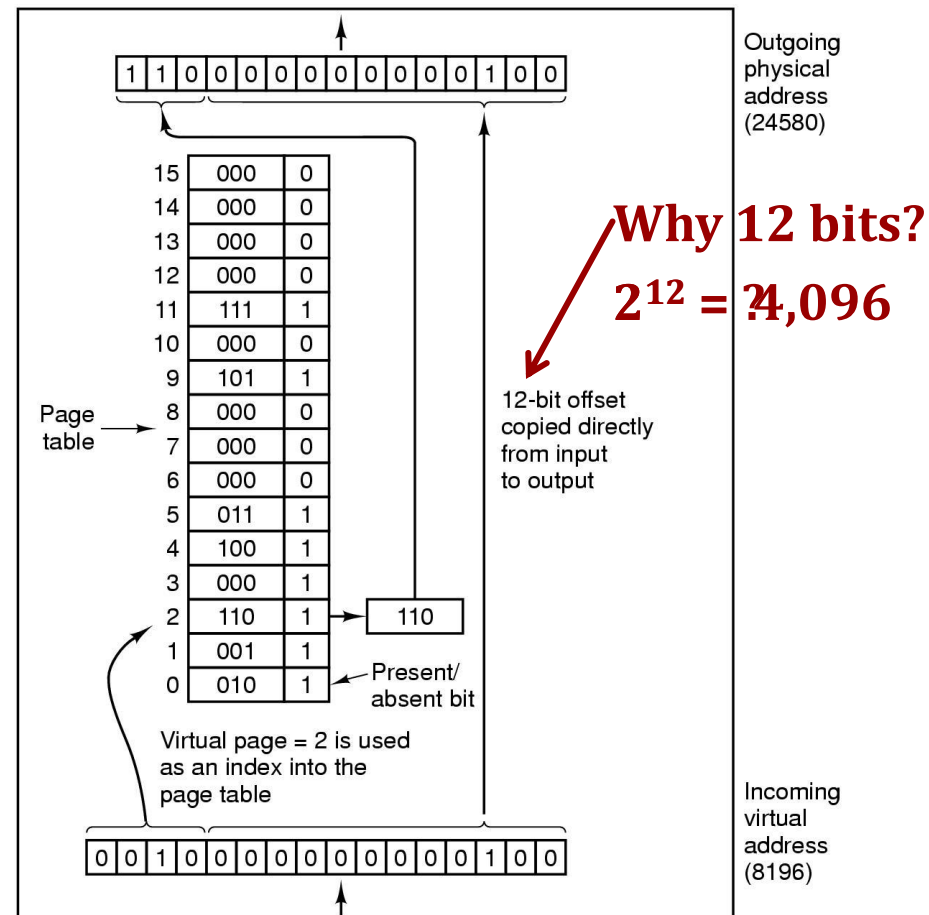 Outgoing
physical
address
(24580)
1 1 0 0 0 0 0 0 0 0 0 0 1 0 0
15 000 0
14 000 0
13 000 0
12 000 0
11 111 1
10 000 0
9 101 1
8 000 0
7 000 0
6 000 0
5 011 1
4 100 1
3 000 1
2 110 1 110
1 001 1
0 010 1
Page
table
Why 12 bits?
2¹² = ?4,096
12-bit offset
copied directly
from input
to output
Present/
absent bit
Virtual page = 2 is used
as an index into the
page table
0 0 1 0 0 0 0 0 0 0 0 0 0 1 0 0
Incoming
virtual
address
(8196)